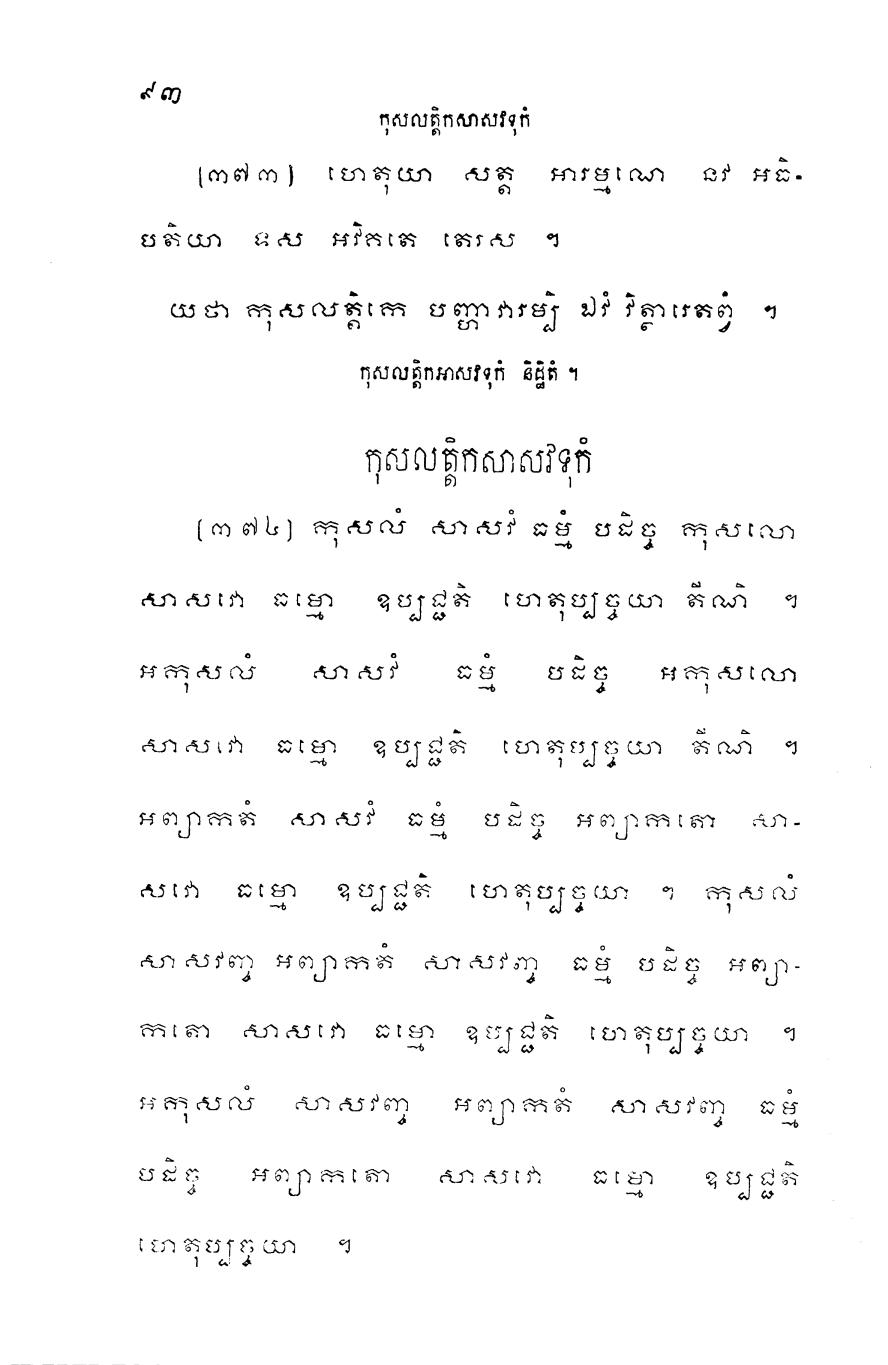 ៩៣
កុសលត្តិកសាសវទុកំ
(៣៧៣) ហេតុយា សត្ត អារម្មណេ នវ អធិ-
បតិយា ទស អវិគតេ តេរស ។
យថា កុសលត្តិកេ បញ្ហាវារម្បិ ឯវំ វិត្ថារេតព្វំ ។
កុសលត្តិកអាសវទុកំ និដ្ឋិតំ ។
កុសលត្តិកសាសវទុកំ
(៣៧៤) កុសលំ សាសវំ ធម្មំ បដិច្ច កុសលោ
សាសវោ ធម្មោ ឧប្បជ្ជតិ ហេតុប្បច្ចយា តីណិ ។
អកុសលំ សាសវំ ធម្មំ បដិច្ច អកុសលោ
សាសវោ ធម្មោ ឧប្បជ្ជតិ ហេតុប្បច្ចយា តីណិ ។
អព្យាកតំ សាសវំ ធម្មំ បដិច្ច អព្យាកតោ សា-
សវោ ធម្មោ ឧប្បជ្ជតិ ហេតុប្បច្ចយា ។ កុសលំ
សាសវញ្ច អព្យាកតំ សាសវញ្ច ធម្មំ បដិច្ច អព្យា-
កតោ សាសវោ ធម្មោ ឧប្បជ្ជតិ ហេតុប្បច្ចយា ។
អកុសលំ សាសវញ្ច អព្យាកតំ សាសវញ្ច ធម្មំ
បដិច្ច អព្យាកតោ សាសវោ ធម្មោ ឧប្បជ្ជតិ
ហេតុប្បច្ចយា ។